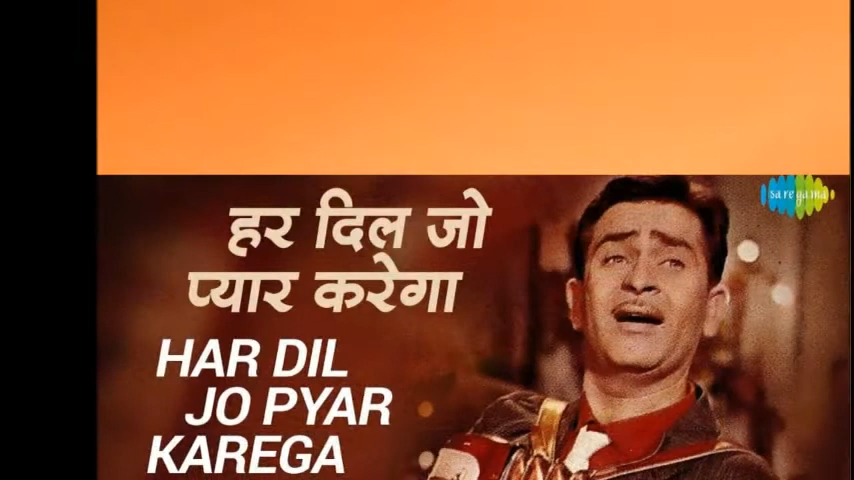 saregama
हर दिल जो
प्यार करेगा
HAR DIL
JO PYAR
KAREGA